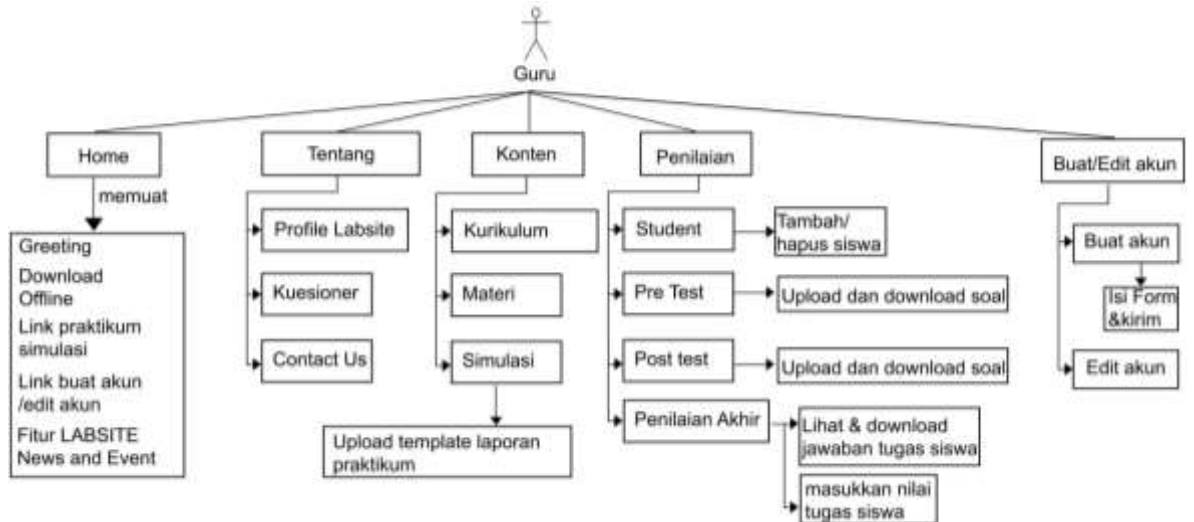 Guru
Home
Tentang
Konten
Penilaian
Buat/Edit akun
memuat
Greeting
Download
Offline
Link praktikum
simulasi
Link buat akun
/edit akun
Fitur LABSITE
News and Event
Profile Labsite
Kuesioner
Contact Us
Kurikulum
Materi
Simulasi
Upload template laporan
praktikum
Student
Tambah/
hapus siswa
Pre Test
Upload dan download soal
Post test
Upload dan download soal
Penilaian Akhir
Lihat & download
jawaban tugas siswa
masukkan nilai
tugas siswa
Buat akun
Isi Form
&kirim
Edit akun